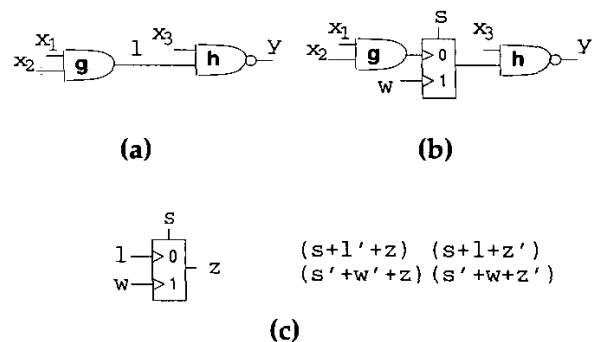 x1
x2
g
l
x3
h
y
(a)
x1
x2
g
s
0
1
w
x3
h
y
(b)
s
l
0
w
1
z
(s+l'+z) (s+l+z')
(s'+w'+z)(s'+w+z')
(c)